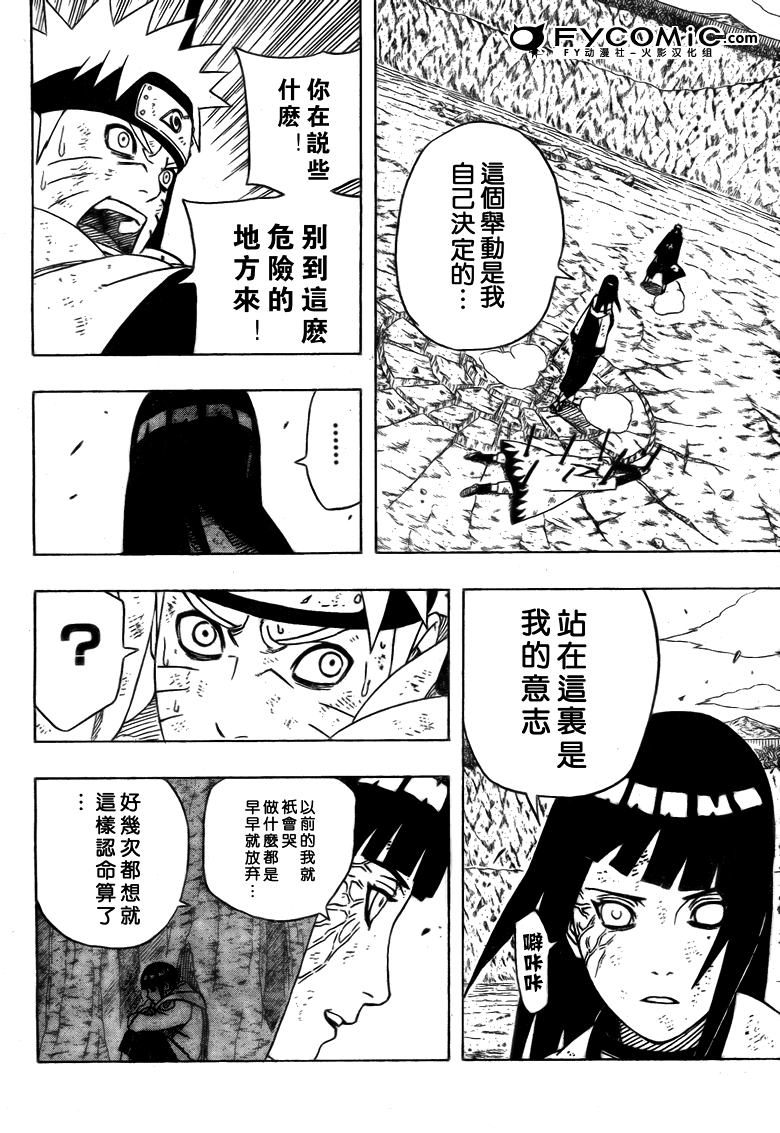 FYCOMiC.com
FY动漫社－火影汉化组
這個舉動是我
自己決定的…
你在説些
什麽！
别到這麽
危險的
地方來！
……
站在這裏是
我的意志
噼咔咔
？
以前的我就
衹會哭
做什麽都是
早早就放弃…
好幾次都想就
這樣認命算了
…